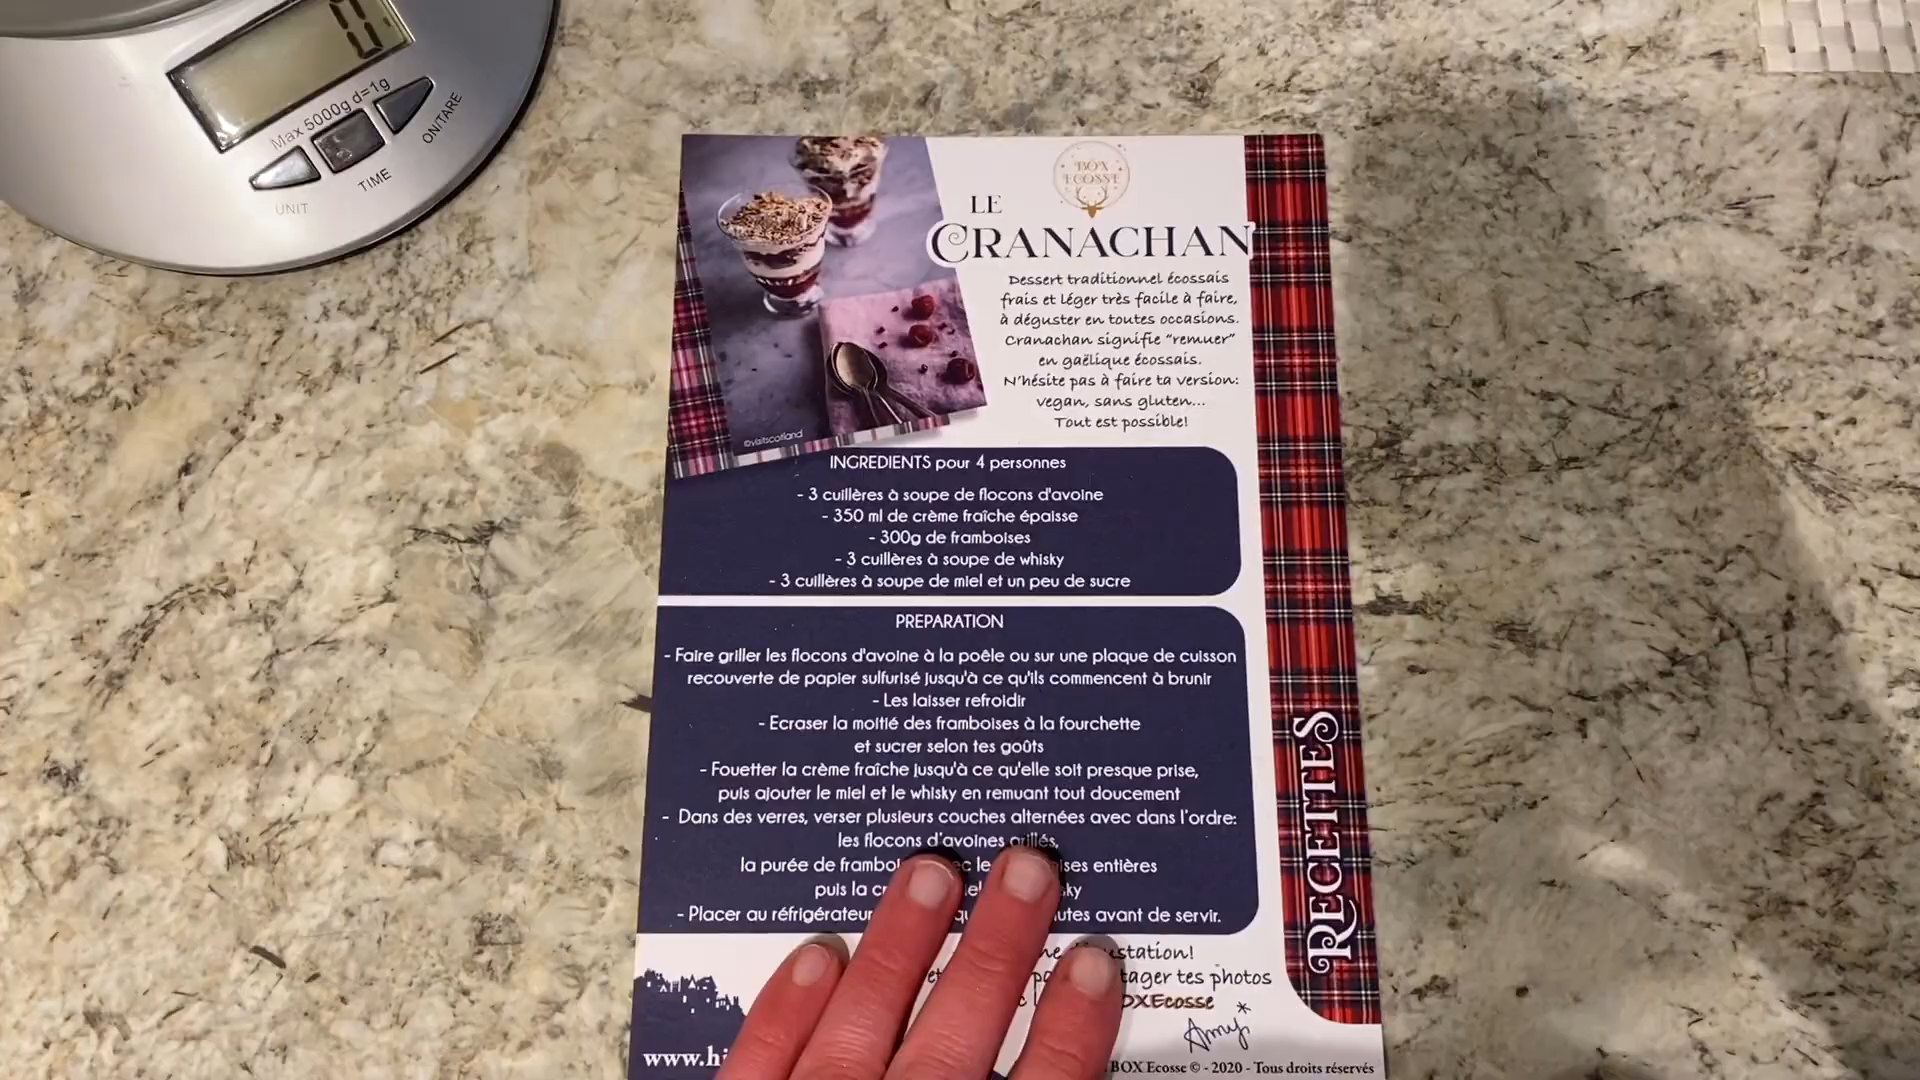 0
Max 5000g d=1g
UNIT
TIME
ON/TARE
BOX
ECOSSE
LE
CRANACHAN
Dessert traditionnel écossais
frais et léger très facile à faire,
à déguster en toutes occasions.
Cranachan signifie "remuer"
en gaëlique écossais.
N'hésite pas à faire ta version:
vegan, sans gluten...
Tout est possible!
©visitscotland
INGREDIENTS pour 4 personnes
- 3 cuillères à soupe de flocons d'avoine
- 350 ml de crème fraîche épaisse
- 300g de framboises
- 3 cuillères à soupe de whisky
- 3 cuillères à soupe de miel et un peu de sucre
PREPARATION
- Faire griller les flocons d'avoine à la poêle ou sur une plaque de cuisson
recouverte de papier sulfurisé jusqu'à ce qu'ils commencent à brunir
- Les laisser refroidir
- Ecraser la moitié des framboises à la fourchette
et sucrer selon tes goûts
- Fouetter la crème fraîche jusqu'à ce qu'elle soit presque prise,
puis ajouter le miel et le whisky en remuant tout doucement
- Dans des verres, verser plusieurs couches alternées avec dans l'ordre:
les flocons d'avoines grillés,
la purée de entières
puis la
- Placer au réfrigérateur avant de servir.
tes photos
Amy*
BOX Ecosse © - 2020 - Tous droits réservés
RECETTES